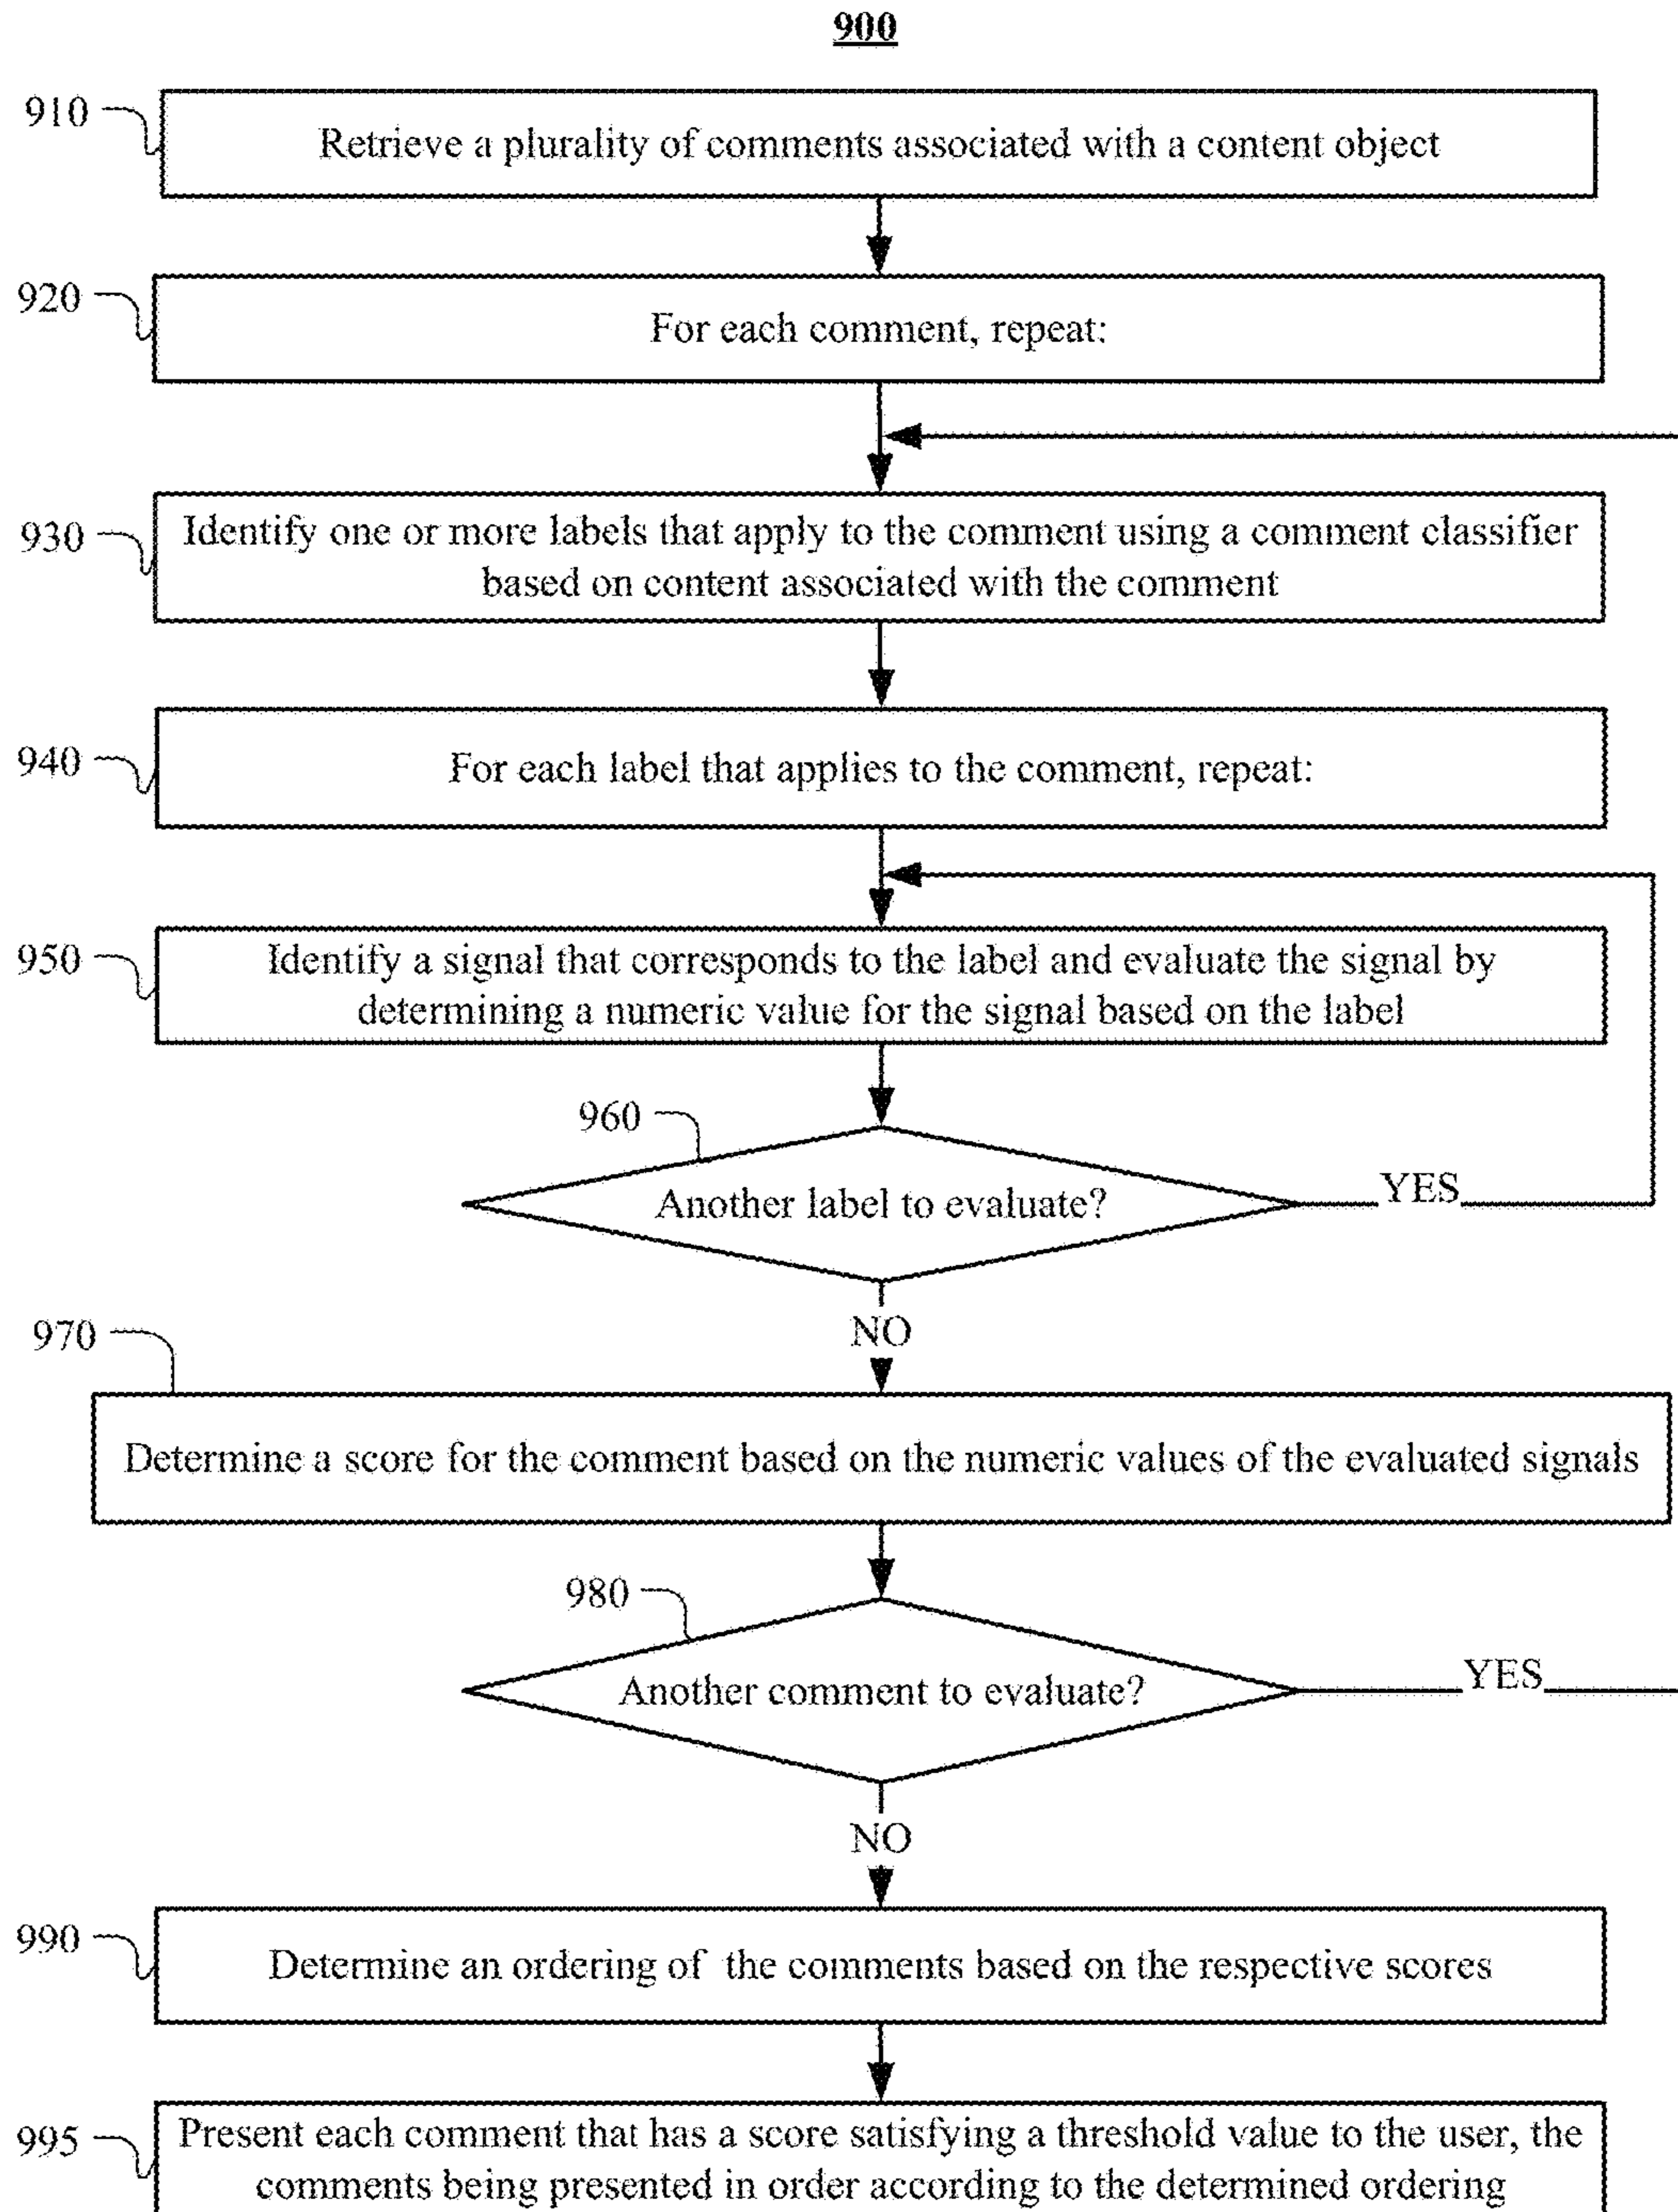 900
910
Retrieve a plurality of comments associated with a content object
920
For each comment, repeat:
930
Identify one or more labels that apply to the comment using a comment classifier
based on content associated with the comment
940
For each label that applies to the comment, repeat:
950
Identify a signal that corresponds to the label and evaluate the signal by
determining a numeric value for the signal based on the label
960
Another label to evaluate?
YES
NO
970
Determine a score for the comment based on the numeric values of the evaluated signals
980
Another comment to evaluate?
YES
NO
990
Determine an ordering of the comments based on the respective scores
995
Present each comment that has a score satisfying a threshold value to the user, the
comments being presented in order according to the determined ordering